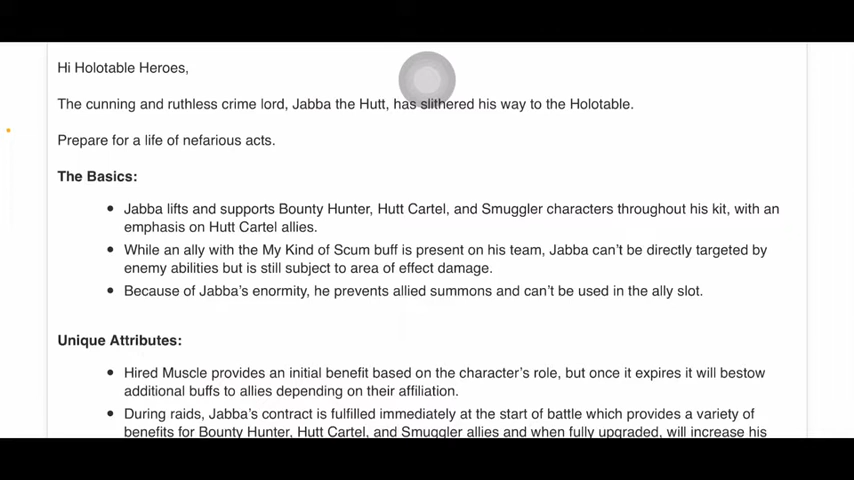 Hi Holotable Heroes,
The cunning and ruthless crime lord, Jabba the Hutt, has slithered his way to the Holotable.
Prepare for a life of nefarious acts.
The Basics:
• Jabba lifts and supports Bounty Hunter, Hutt Cartel, and Smuggler characters throughout his kit, with an
emphasis on Hutt Cartel allies.
• While an ally with the My Kind of Scum buff is present on his team, Jabba can’t be directly targeted by
enemy abilities but is still subject to area of effect damage.
• Because of Jabba’s enormity, he prevents allied summons and can’t be used in the ally slot.
Unique Attributes:
• Hired Muscle provides an initial benefit based on the character’s role, but once it expires it will bestow
additional buffs to allies depending on their affiliation.
• During raids, Jabba’s contract is fulfilled immediately at the start of battle which provides a variety of
benefits for Bounty Hunter, Hutt Cartel, and Smuggler allies and when fully upgraded, will increase his